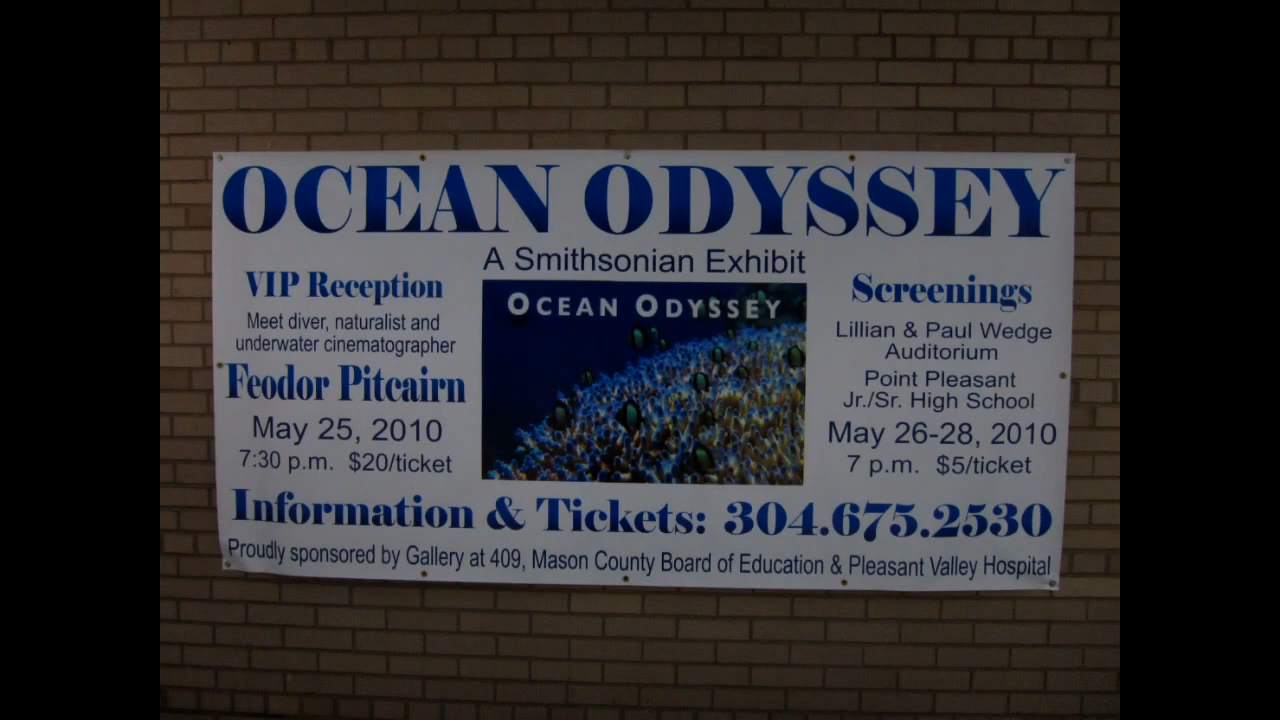 OCEAN ODYSSEY
A Smithsonian Exhibit
VIP Reception
Meet diver, naturalist and
underwater cinematographer
Feodor Pitcairn
May 25, 2010
7:30 p.m. $20/ticket
OCEAN ODYSSEY
Screenings
Lillian & Paul Wedge
Auditorium
Point Pleasant
Jr./Sr. High School
May 26-28, 2010
7 p.m. $5/ticket
Information & Tickets: 304.675.2530
Proudly sponsored by Gallery at 409, Mason County Board of Education & Pleasant Valley Hospital